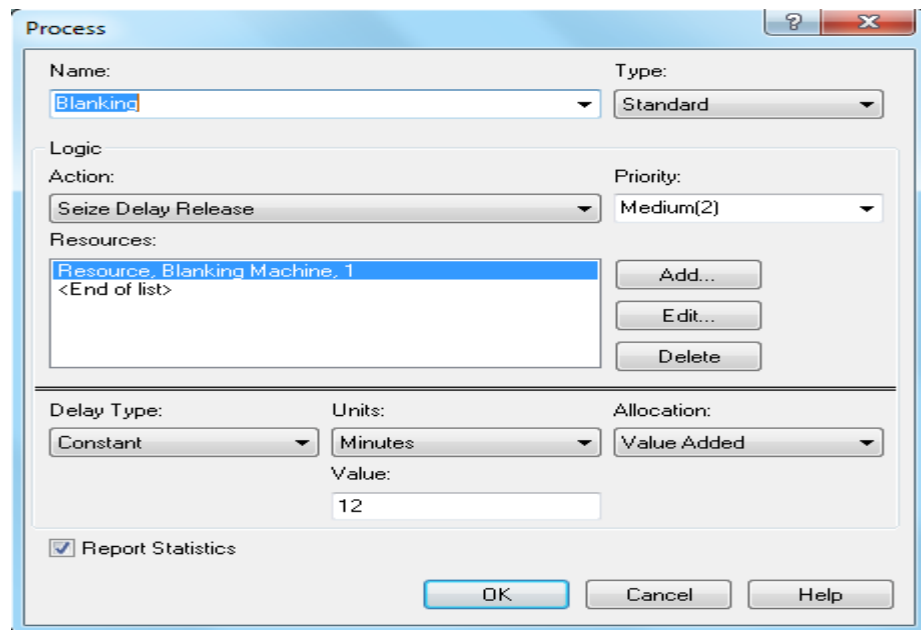 Process
Name: Type:
Blanking Standard
Logic
Action: Priority:
Seize Delay Release Medium(2)
Resources:
Resource, Blanking Machine, 1
<End of list>
Add...
Edit...
Delete
Delay Type: Units: Allocation:
Constant Minutes Value Added
Value:
12
Report Statistics
OK Cancel Help